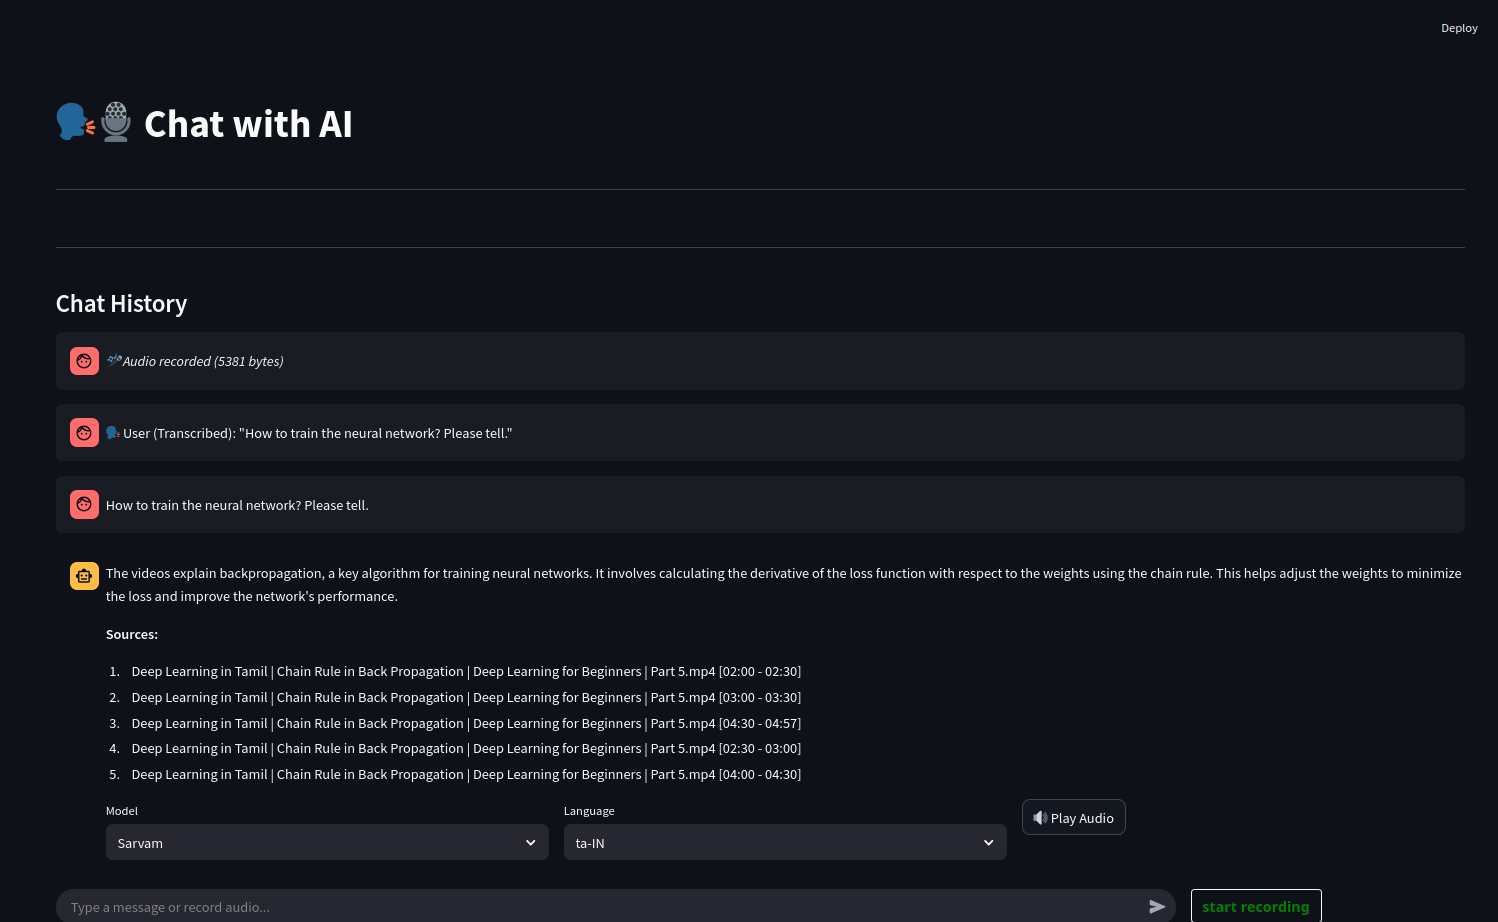 Deploy
Chat with AI
Chat History
Audio recorded (5381 bytes)
User (Transcribed): "How to train the neural network? Please tell."
How to train the neural network? Please tell.
The videos explain backpropagation, a key algorithm for training neural networks. It involves calculating the derivative of the loss function with respect to the weights using the chain rule. This helps adjust the weights to minimize
the loss and improve the network's performance.
Sources:
1. Deep Learning in Tamil | Chain Rule in Back Propagation | Deep Learning for Beginners | Part 5.mp4 [02:00 - 02:30]
2. Deep Learning in Tamil | Chain Rule in Back Propagation | Deep Learning for Beginners | Part 5.mp4 [03:00 - 03:30]
3. Deep Learning in Tamil | Chain Rule in Back Propagation | Deep Learning for Beginners | Part 5.mp4 [04:30 - 04:57]
4. Deep Learning in Tamil | Chain Rule in Back Propagation | Deep Learning for Beginners | Part 5.mp4 [02:30 - 03:00]
5. Deep Learning in Tamil | Chain Rule in Back Propagation | Deep Learning for Beginners | Part 5.mp4 [04:00 - 04:30]
Model Language
Sarvam ta-IN Play Audio
Type a message or record audio... start recording